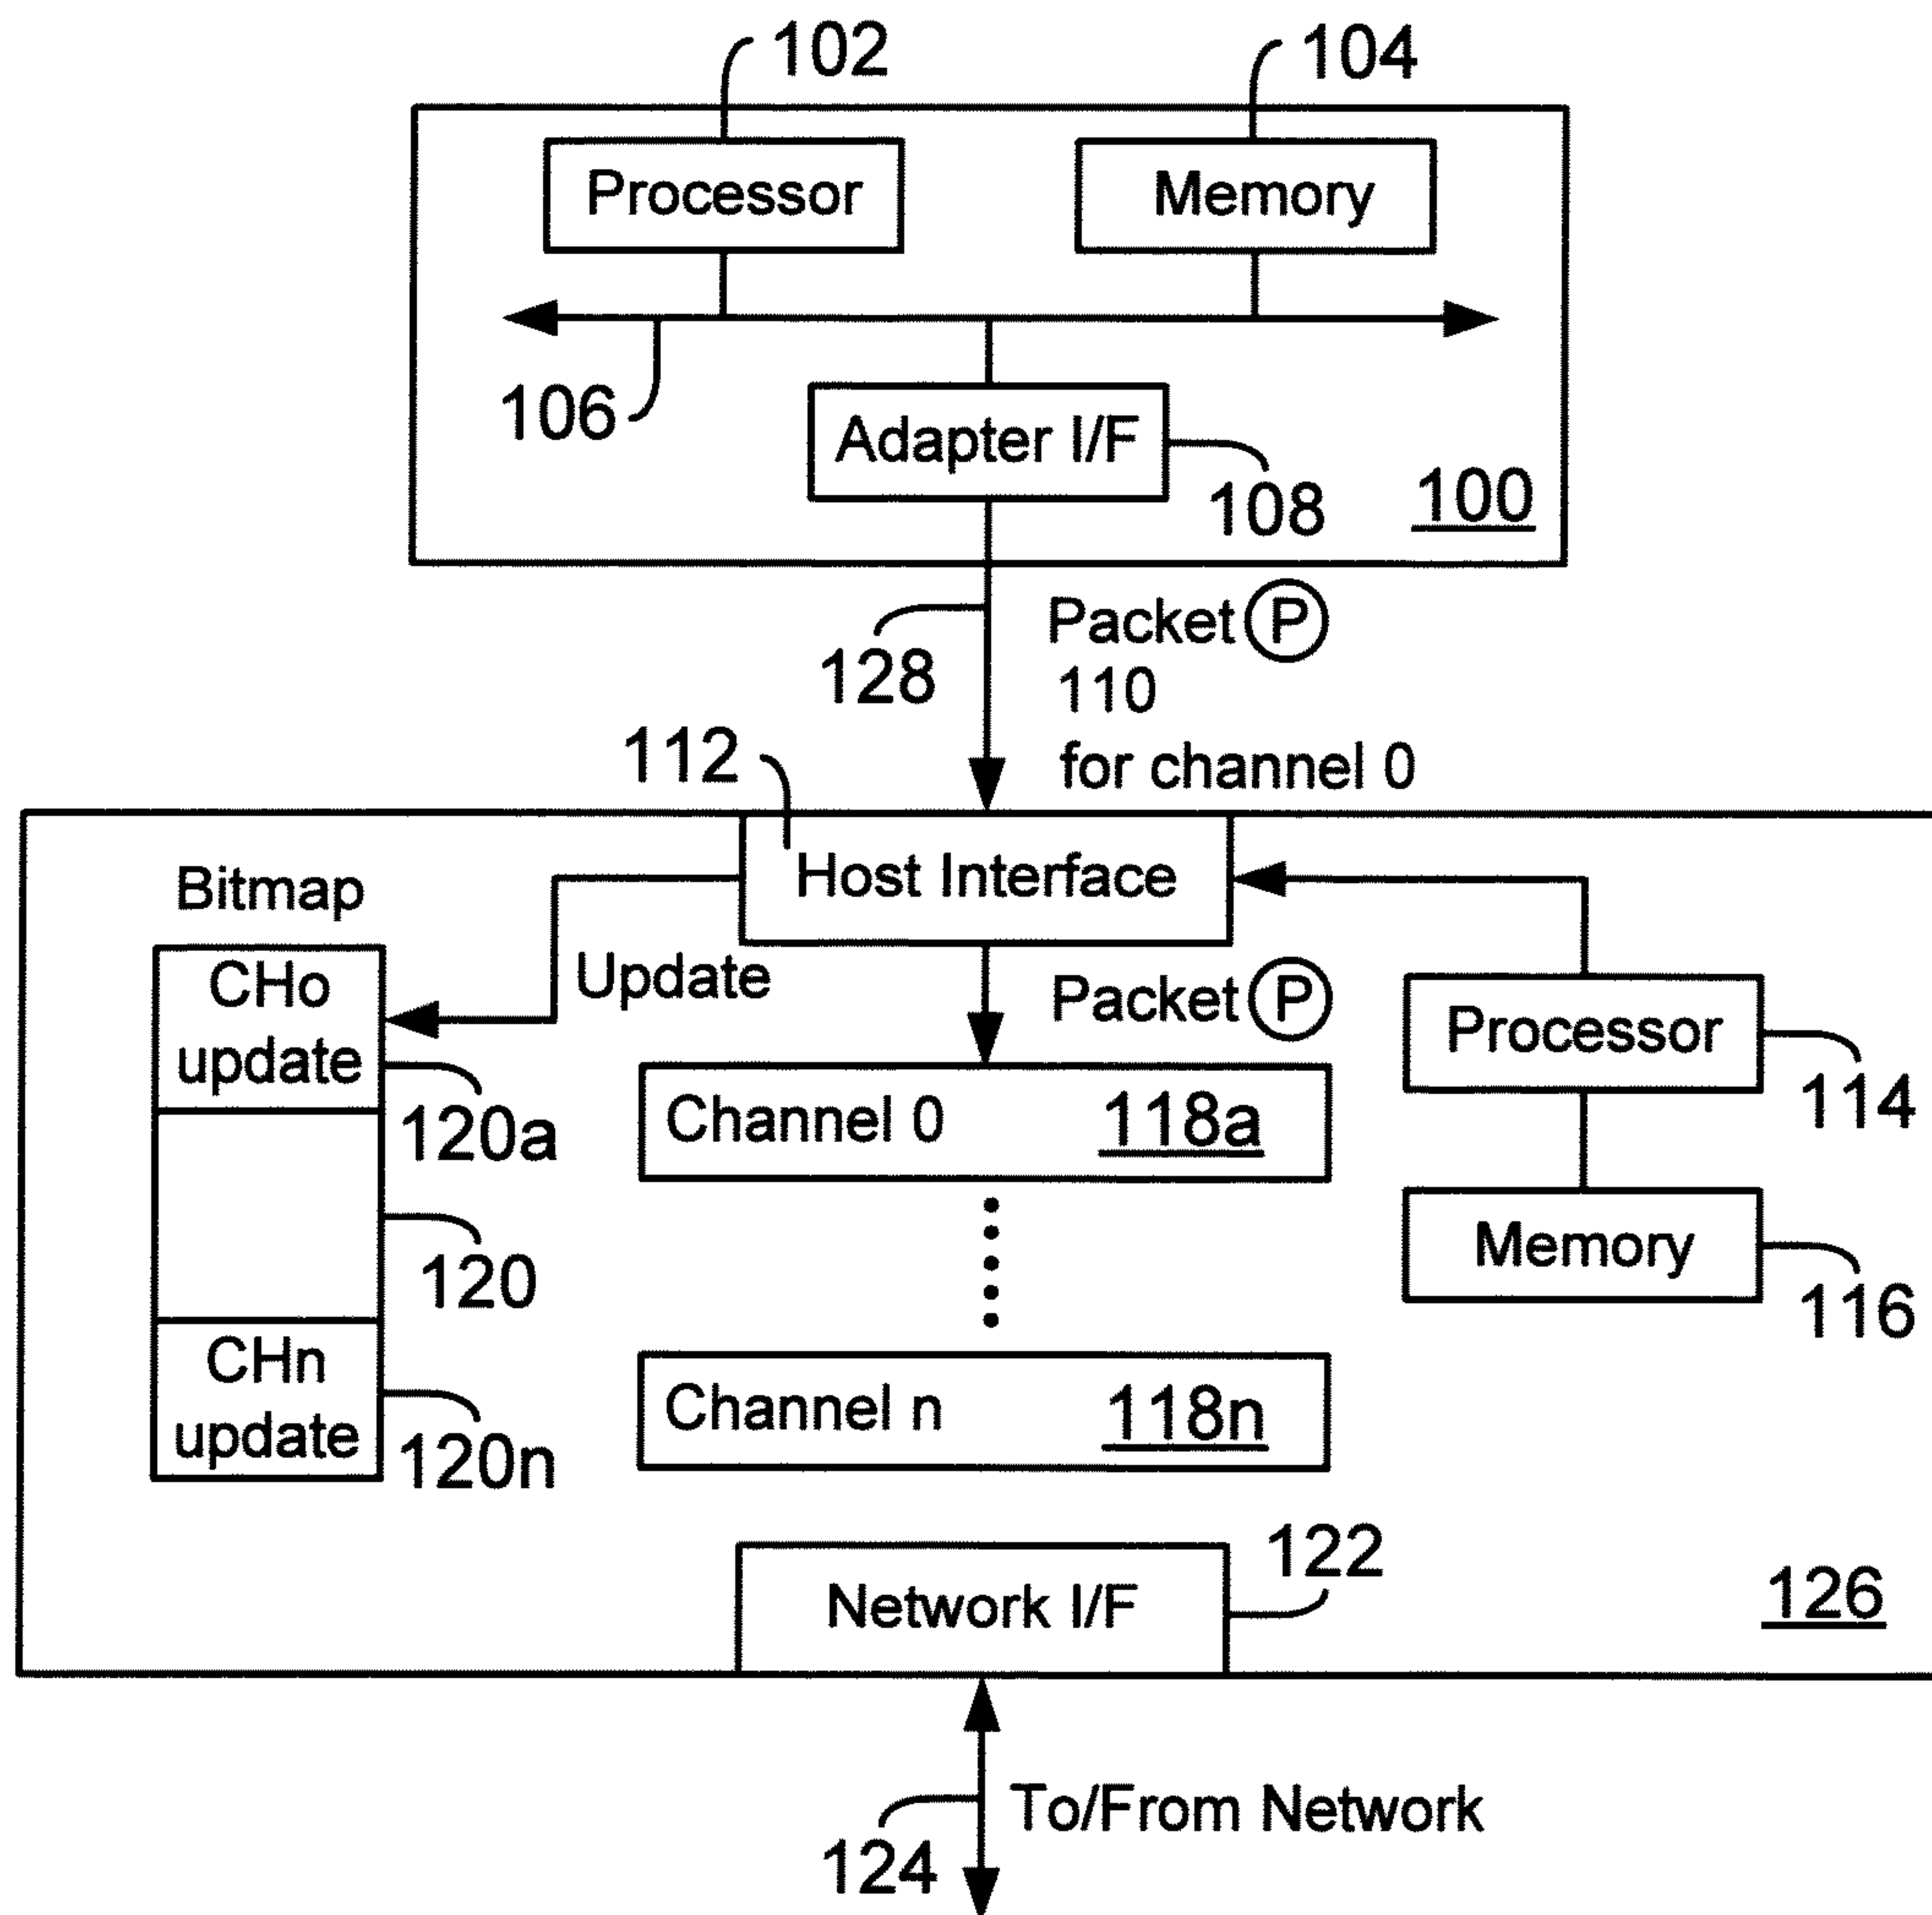 102
104
Processor
Memory
106
Adapter I/F
108
100
128
Packet P
110
for channel 0
112
Host Interface
Bitmap
CHo
update
Update
Packet P
Processor
114
120a
Channel 0 118a
120
Memory
116
CHn
update
120n
Channel n 118n
Network I/F
122
126
To/From Network
124